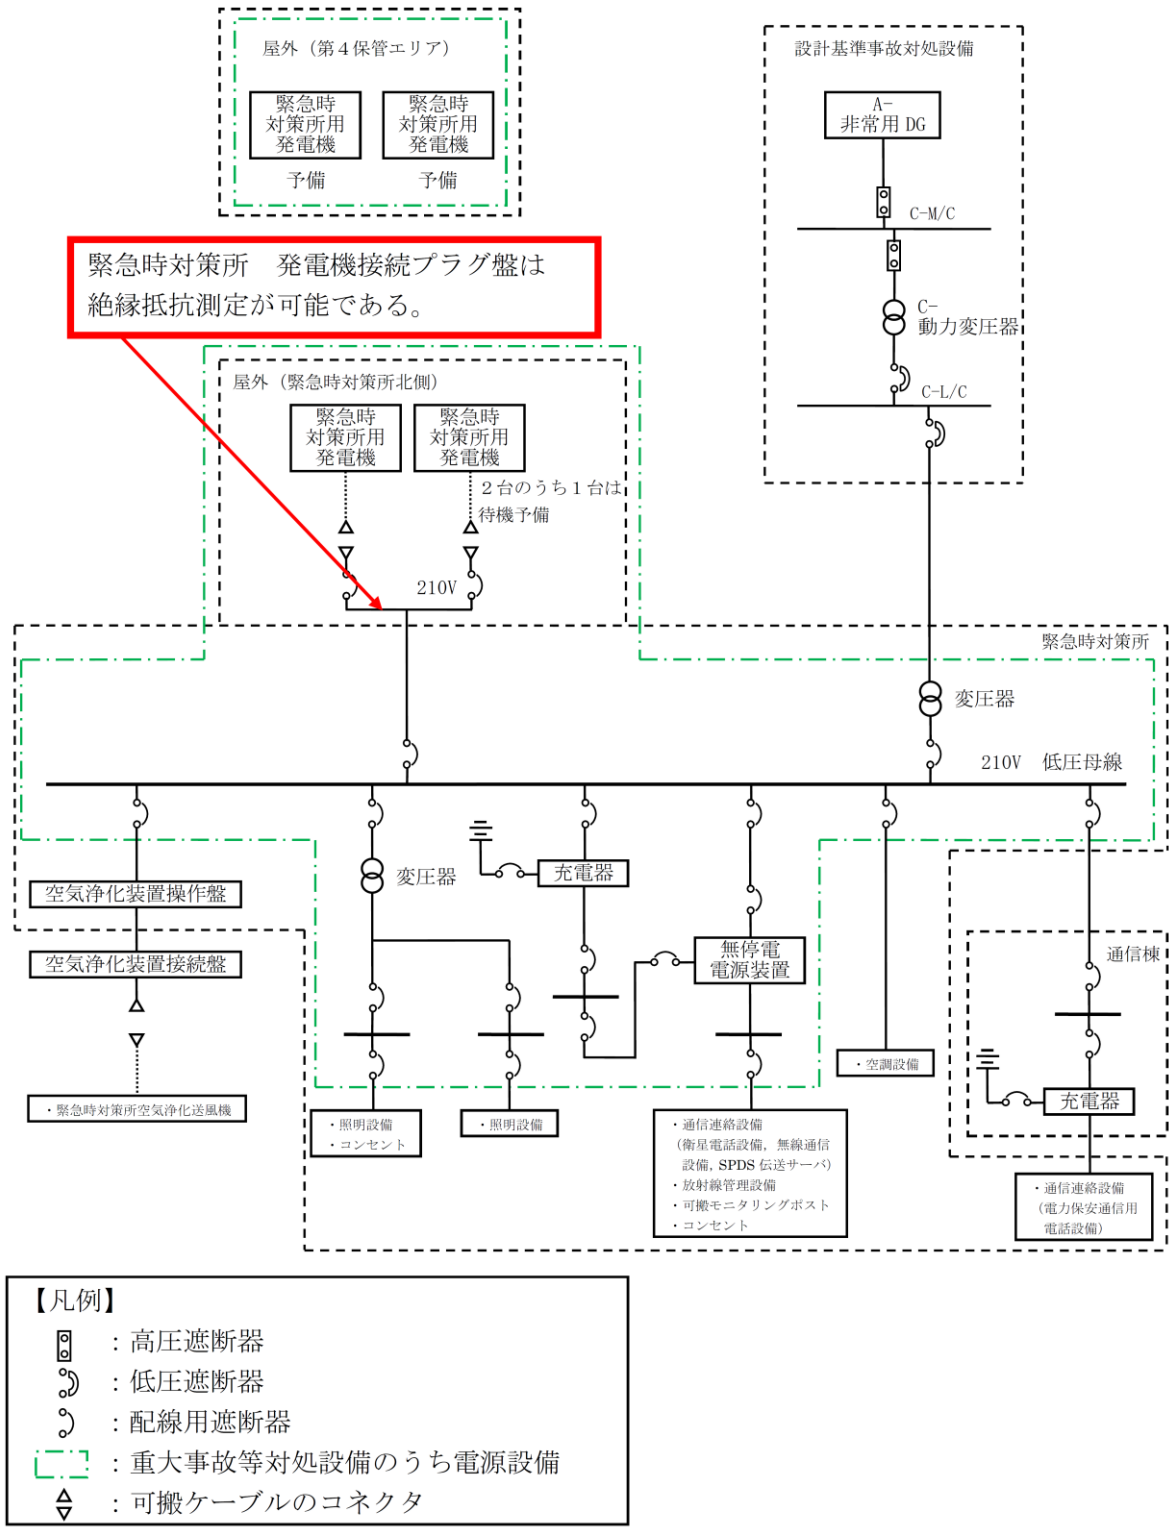 屋外（第４保管エリア）
緊急時
対策所用
発電機
緊急時
対策所用
発電機
予備
予備
設計基準事故対処設備
A-
非常用 DG
C-M/C
C-
動力変圧器
C-L/C
緊急時対策所　発電機接続プラグ盤は
絶縁抵抗測定が可能である。
屋外（緊急時対策所北側）
緊急時
対策所用
発電機
緊急時
対策所用
発電機
２台のうち１台は
待機予備
210V
緊急時対策所
変圧器
210V　低圧母線
変圧器
充電器
空気浄化装置操作盤
空気浄化装置接続盤
無停電
電源装置
通信棟
・空調設備
充電器
・緊急時対策所空気浄化送風機
・照明設備
・コンセント
・照明設備
・通信連絡設備
（衛星電話設備，無線通信
設備，SPDS 伝送サーバ）
・放射線管理設備
・可搬モニタリングポスト
・コンセント
・通信連絡設備
（電力保安通信用
電話設備）
【凡例】
：高圧遮断器
：低圧遮断器
：配線用遮断器
：重大事故等対処設備のうち電源設備
：可搬ケーブルのコネクタ